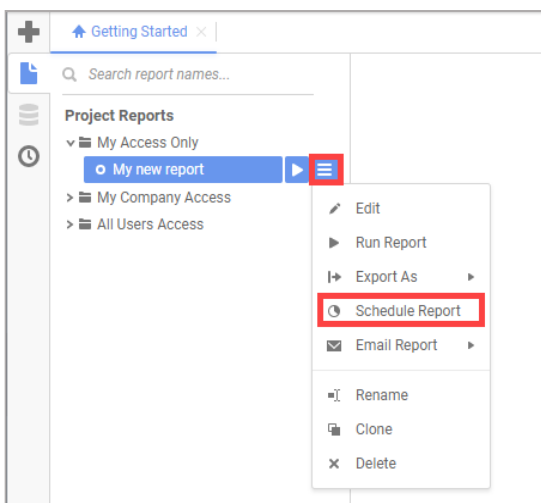 Getting Started
Search report names...
Project Reports
My Access Only
My new report
My Company Access
All Users Access
Edit
Run Report
Export As
Schedule Report
Email Report
Rename
Clone
Delete